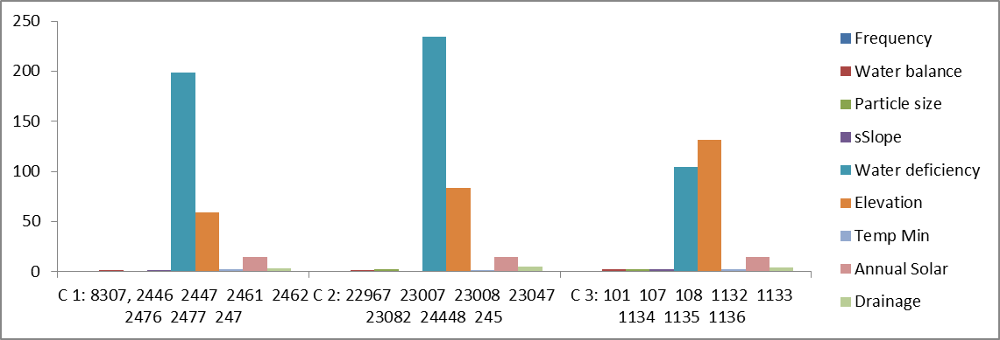 250
200
150
100
50
0
C 1: 8307, 2446 2447 2461 2462
2476 2477 247
C 2: 22967 23007 23008 23047
23082 24448 245
C 3: 101 107 108 1132 1133
1134 1135 1136
Frequency
Water balance
Particle size
sSlope
Water deficiency
Elevation
Temp Min
Annual Solar
Drainage